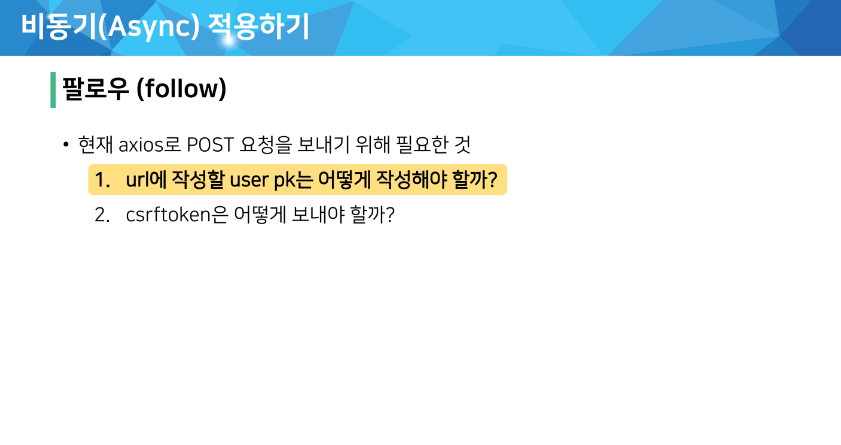 비동기(Async) 적용하기
팔로우 (follow)
• 현재 axios로 POST 요청을 보내기 위해 필요한 것
1. url에 작성할 user pk는 어떻게 작성해야 할까?
2. csrftoken은 어떻게 보내야 할까?